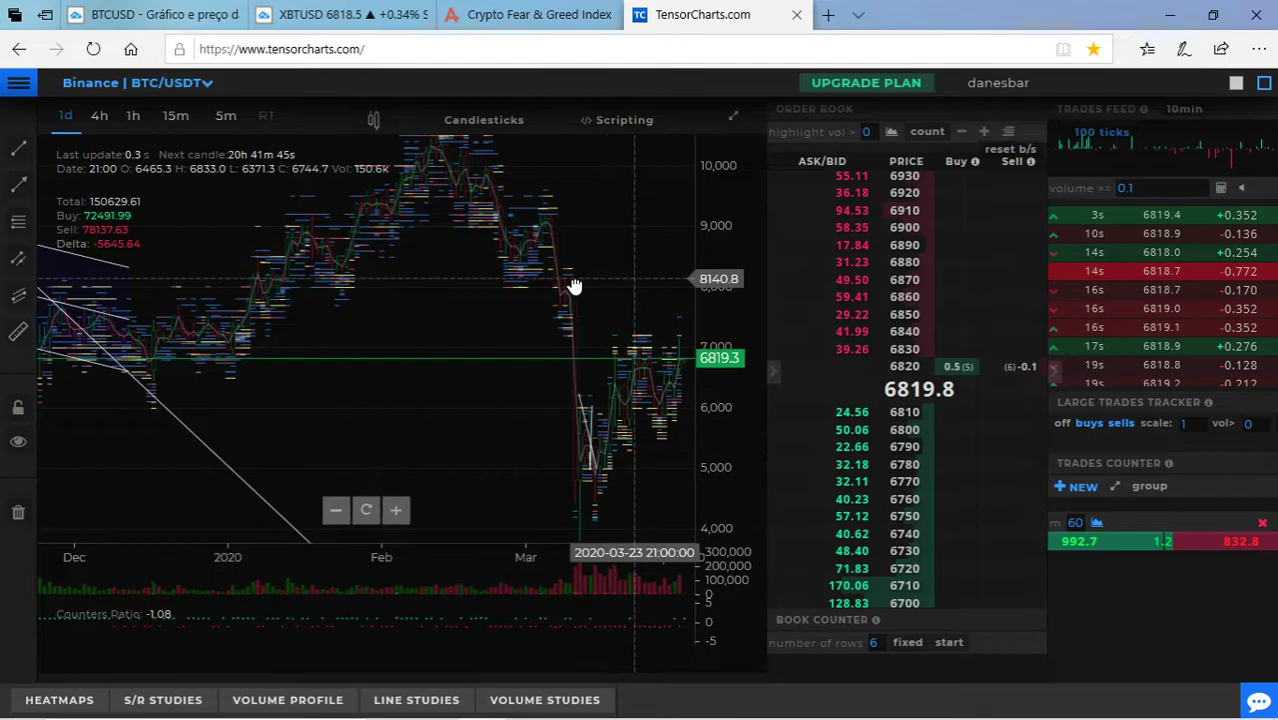 BTCUSD - Gráfico e preço d
XBTUSD 6818.5 ▲ +0.34% S
Crypto Fear & Greed Index
TensorCharts.com
https://www.tensorcharts.com/
Binance | BTC/USDT
UPGRADE PLAN
danesbar
1d 4h 1h 15m 5m RT
Candlesticks
</> Scripting
Last update:0.3 s Next candle:20h 41m 45s
Date: 21:00 O: 6465.3 H: 6833.0 L: 6371.3 C: 6744.7 Vol:150.6k
Total: 150629.61
Buy: 72491.99
Sell: 78137.63
Delta: -5645.64
10,000
9,000
8140.8
7,000
6819.3
6,000
5,000
4,000
Dec 2020 Feb Mar
2020-03-23 21:00:00
300,000
200,000
100,000
0
5
0
-5
Counters Ratio: -1.08
ORDER BOOK
highlight vol > 0 count
reset b/s
ASK/BID PRICE Buy Sell
55.11 6930
36.18 6920
94.53 6910
58.35 6900
17.84 6890
31.23 6880
49.50 6870
59.41 6860
29.22 6850
41.99 6840
39.26 6830
6820 0.5 (5) (6) -0.1
6819.8
24.56 6810
50.06 6800
22.66 6790
32.18 6780
32.11 6770
40.23 6760
57.12 6750
40.62 6740
48.40 6730
71.83 6720
170.06 6710
128.83 6700
BOOK COUNTER
number of rows 6 fixed start
TRADES FEED 10min
100 ticks
volume >= 0.1
3s 6819.4 +0.352
10s 6818.9 -0.136
14s 6818.0 +0.254
14s 6818.7 -0.772
16s 6818.7 -0.170
16s 6818.9 -0.352
16s 6819.1 -0.352
17s 6818.9 +0.276
19s 6818.9 -0.128
19s 6819.2 -0.212
LARGE TRADES TRACKER
off buys sells scale: 1 vol> 0
TRADES COUNTER
+ NEW group
m 60
992.7 1.2 832.8
HEATMAPS
S/R STUDIES
VOLUME PROFILE
LINE STUDIES
VOLUME STUDIES